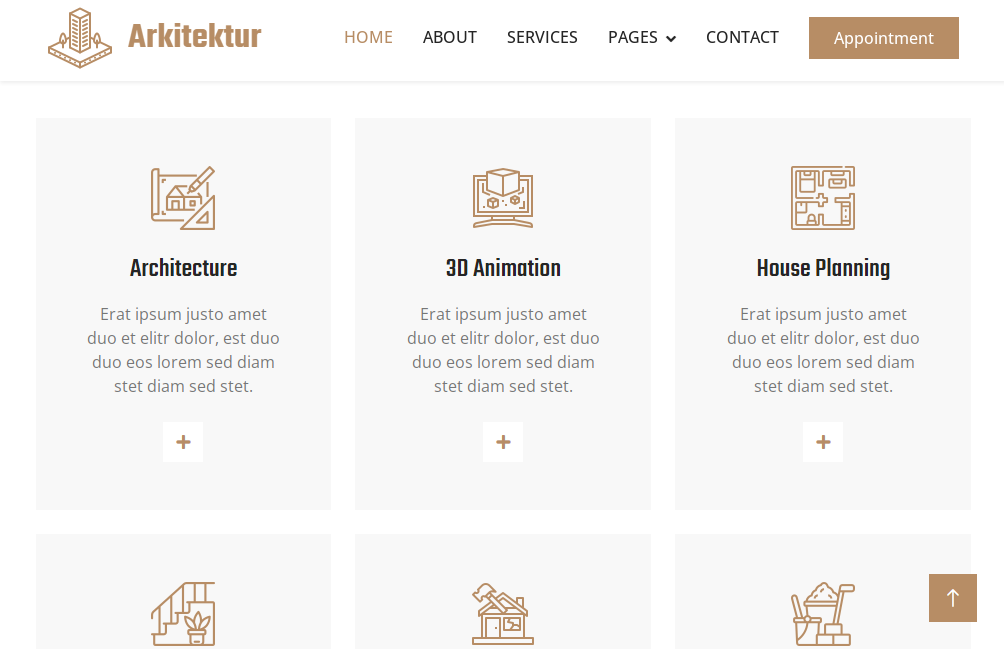 Arkitektur
HOME ABOUT SERVICES PAGES CONTACT Appointment
Architecture
Erat ipsum justo amet
duo et elitr dolor, est duo
duo eos lorem sed diam
stet diam sed stet.
3D Animation
Erat ipsum justo amet
duo et elitr dolor, est duo
duo eos lorem sed diam
stet diam sed stet.
House Planning
Erat ipsum justo amet
duo et elitr dolor, est duo
duo eos lorem sed diam
stet diam sed stet.